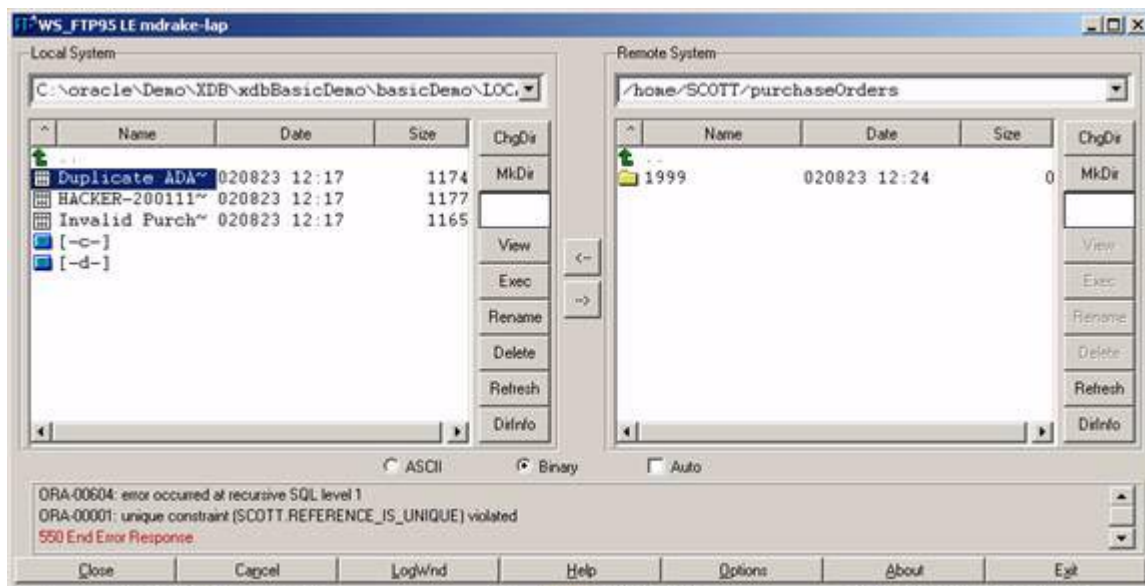 WS_FTP95 LE mdrake-lap
Local System
C:\oracle\Demo\XDB\xdbBasicDemo\basicDemo\LOC
^ Name Date Size
..
Duplicate ADA~ 020823 12:17 1174
HACKER-200111~ 020823 12:17 1177
Invalid Purch~ 020823 12:17 1165
[-c-]
[-d-]
ChgDir
MkDir
View
Exec
Rename
Delete
Refresh
DirInfo
<--
-->
Remote System
/home/SCOTT/purchaseOrders
^ Name Date Size
..
1999 020823 12:24 0
ChgDir
MkDir
View
Exec
Rename
Delete
Refresh
DirInfo
ASCII Binary Auto
ORA-00604: error occurred at recursive SQL level 1
ORA-00001: unique constraint (SCOTT.REFERENCE_IS_UNIQUE) violated
550 End Error Response
Close Cancel LogWnd Help Options About Exit